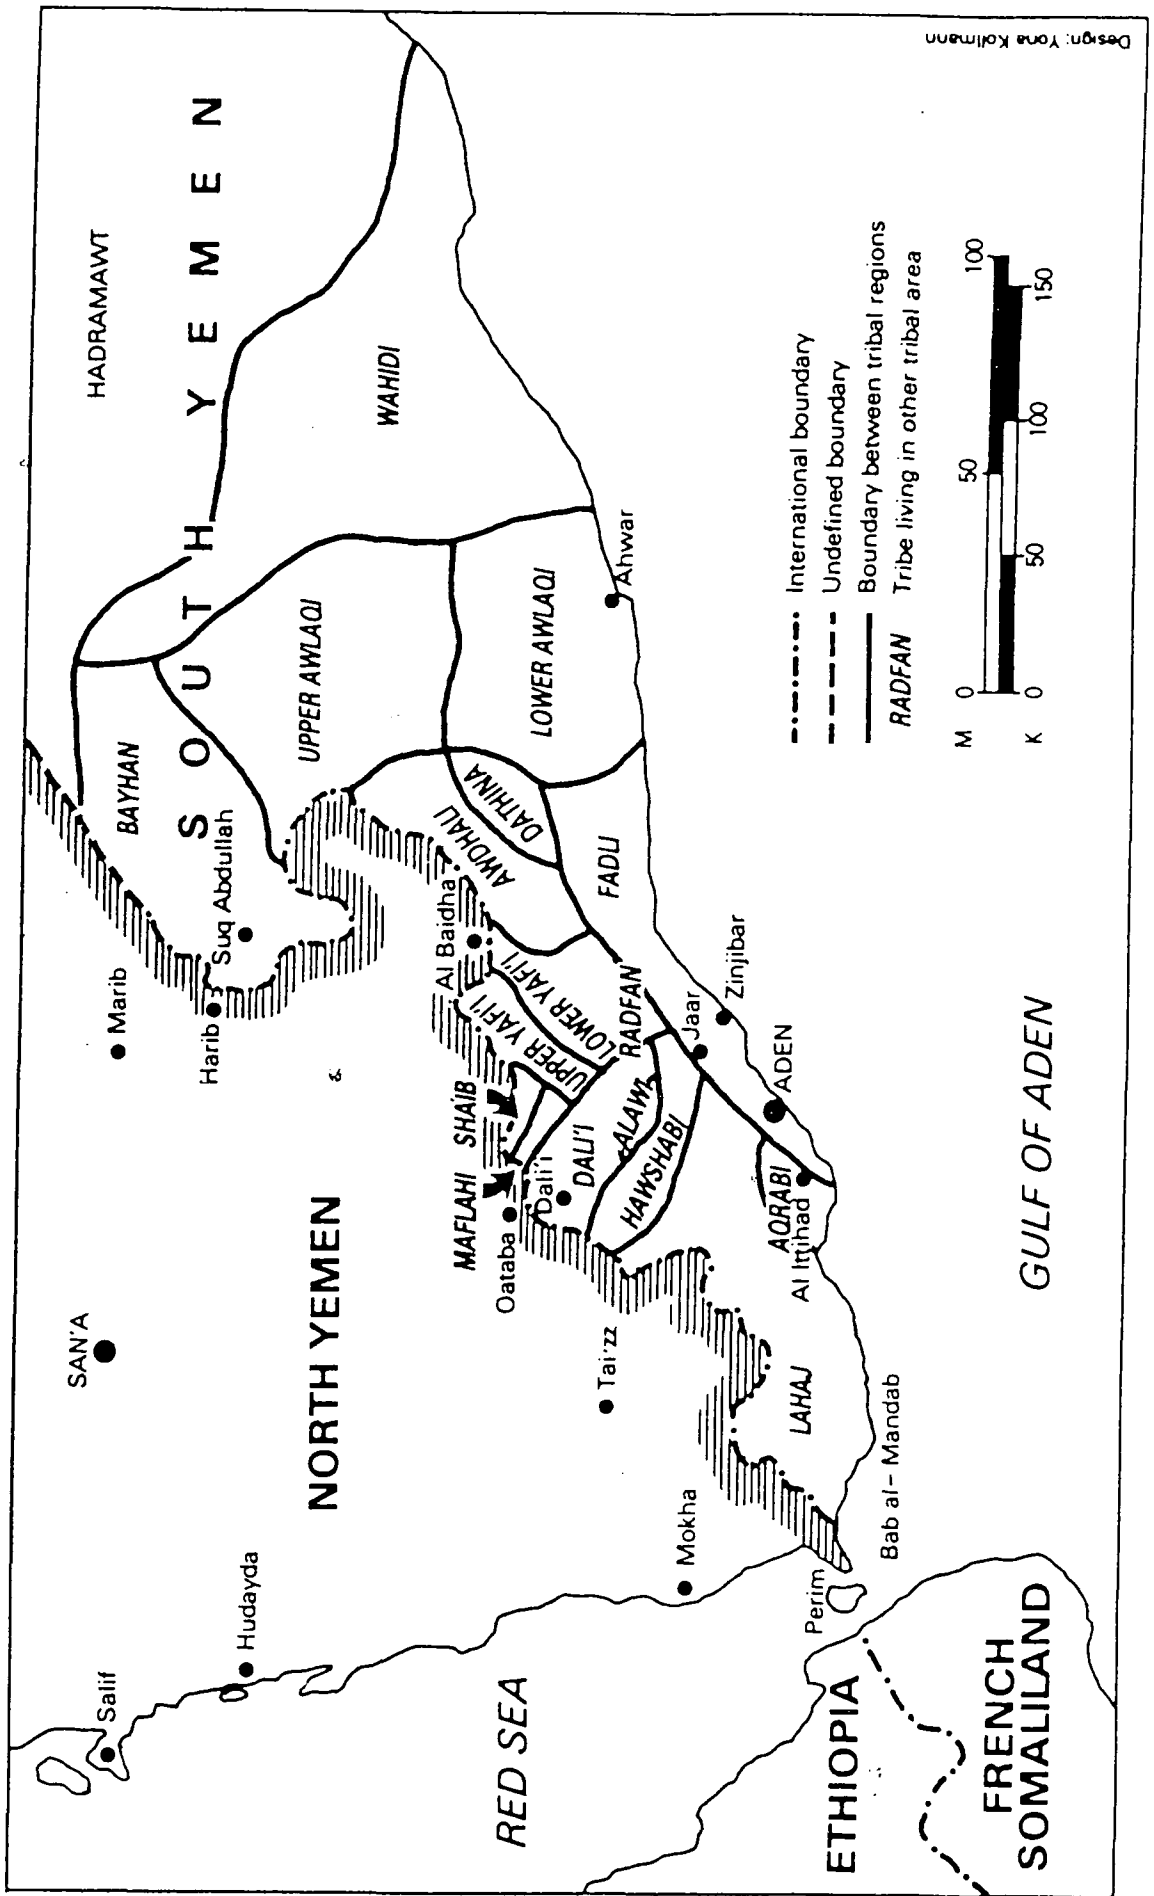 SAN'A
Salif
Hudayda
NORTH YEMEN
Marib
Harib
Suq Abdullah
BAYHAN
HADRAMAWT
SOUTH YEMEN
UPPER AWLAQI
WAHIDI
LOWER AWLAQI
AWDHALI
DATHINA
Al Baidha
MAFLAHI
SHA'IB
UPPER YAFI'I
LOWER YAFI'I
Qataba
Dali'i
DALI'I
ALAWI
RADFAN
FADLI
HAWSHABI
Ahwar
Tai'zz
Mokha
Jaar
Zinjibar
ADEN
AQRABI
Al Ittihad
LAHAJ
Perim
Bab al-Mandab
RED SEA
ETHIOPIA
FRENCH
SOMALILAND
GULF OF ADEN
International boundary
Undefined boundary
Boundary between tribal regions
RADFAN Tribe living in other tribal area
M 0 50 100
K 0 50 100 150
Design: Yona Kollmann